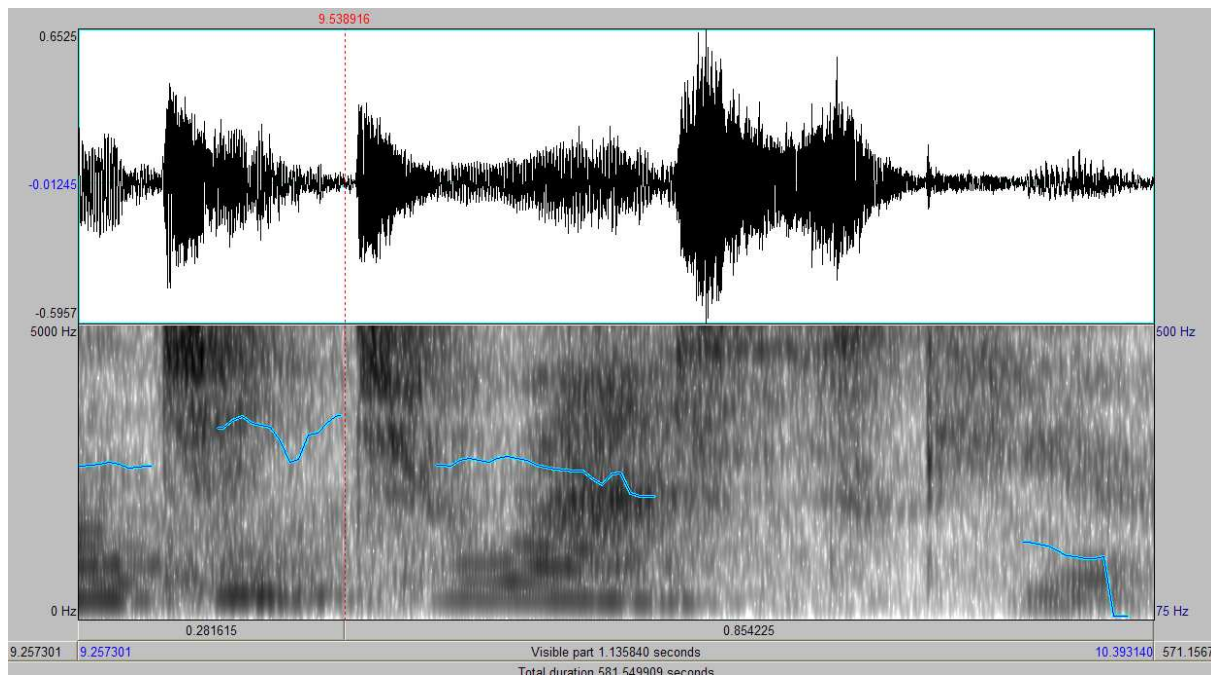 9.538916
0.6525
-0.01245
-0.5957
5000 Hz 500 Hz
0 Hz 75 Hz
0.281615 0.854225
9.257301 9.257301 Visible part 1.135840 seconds 10.393140 571.1567
Total duration 581.549909 seconds